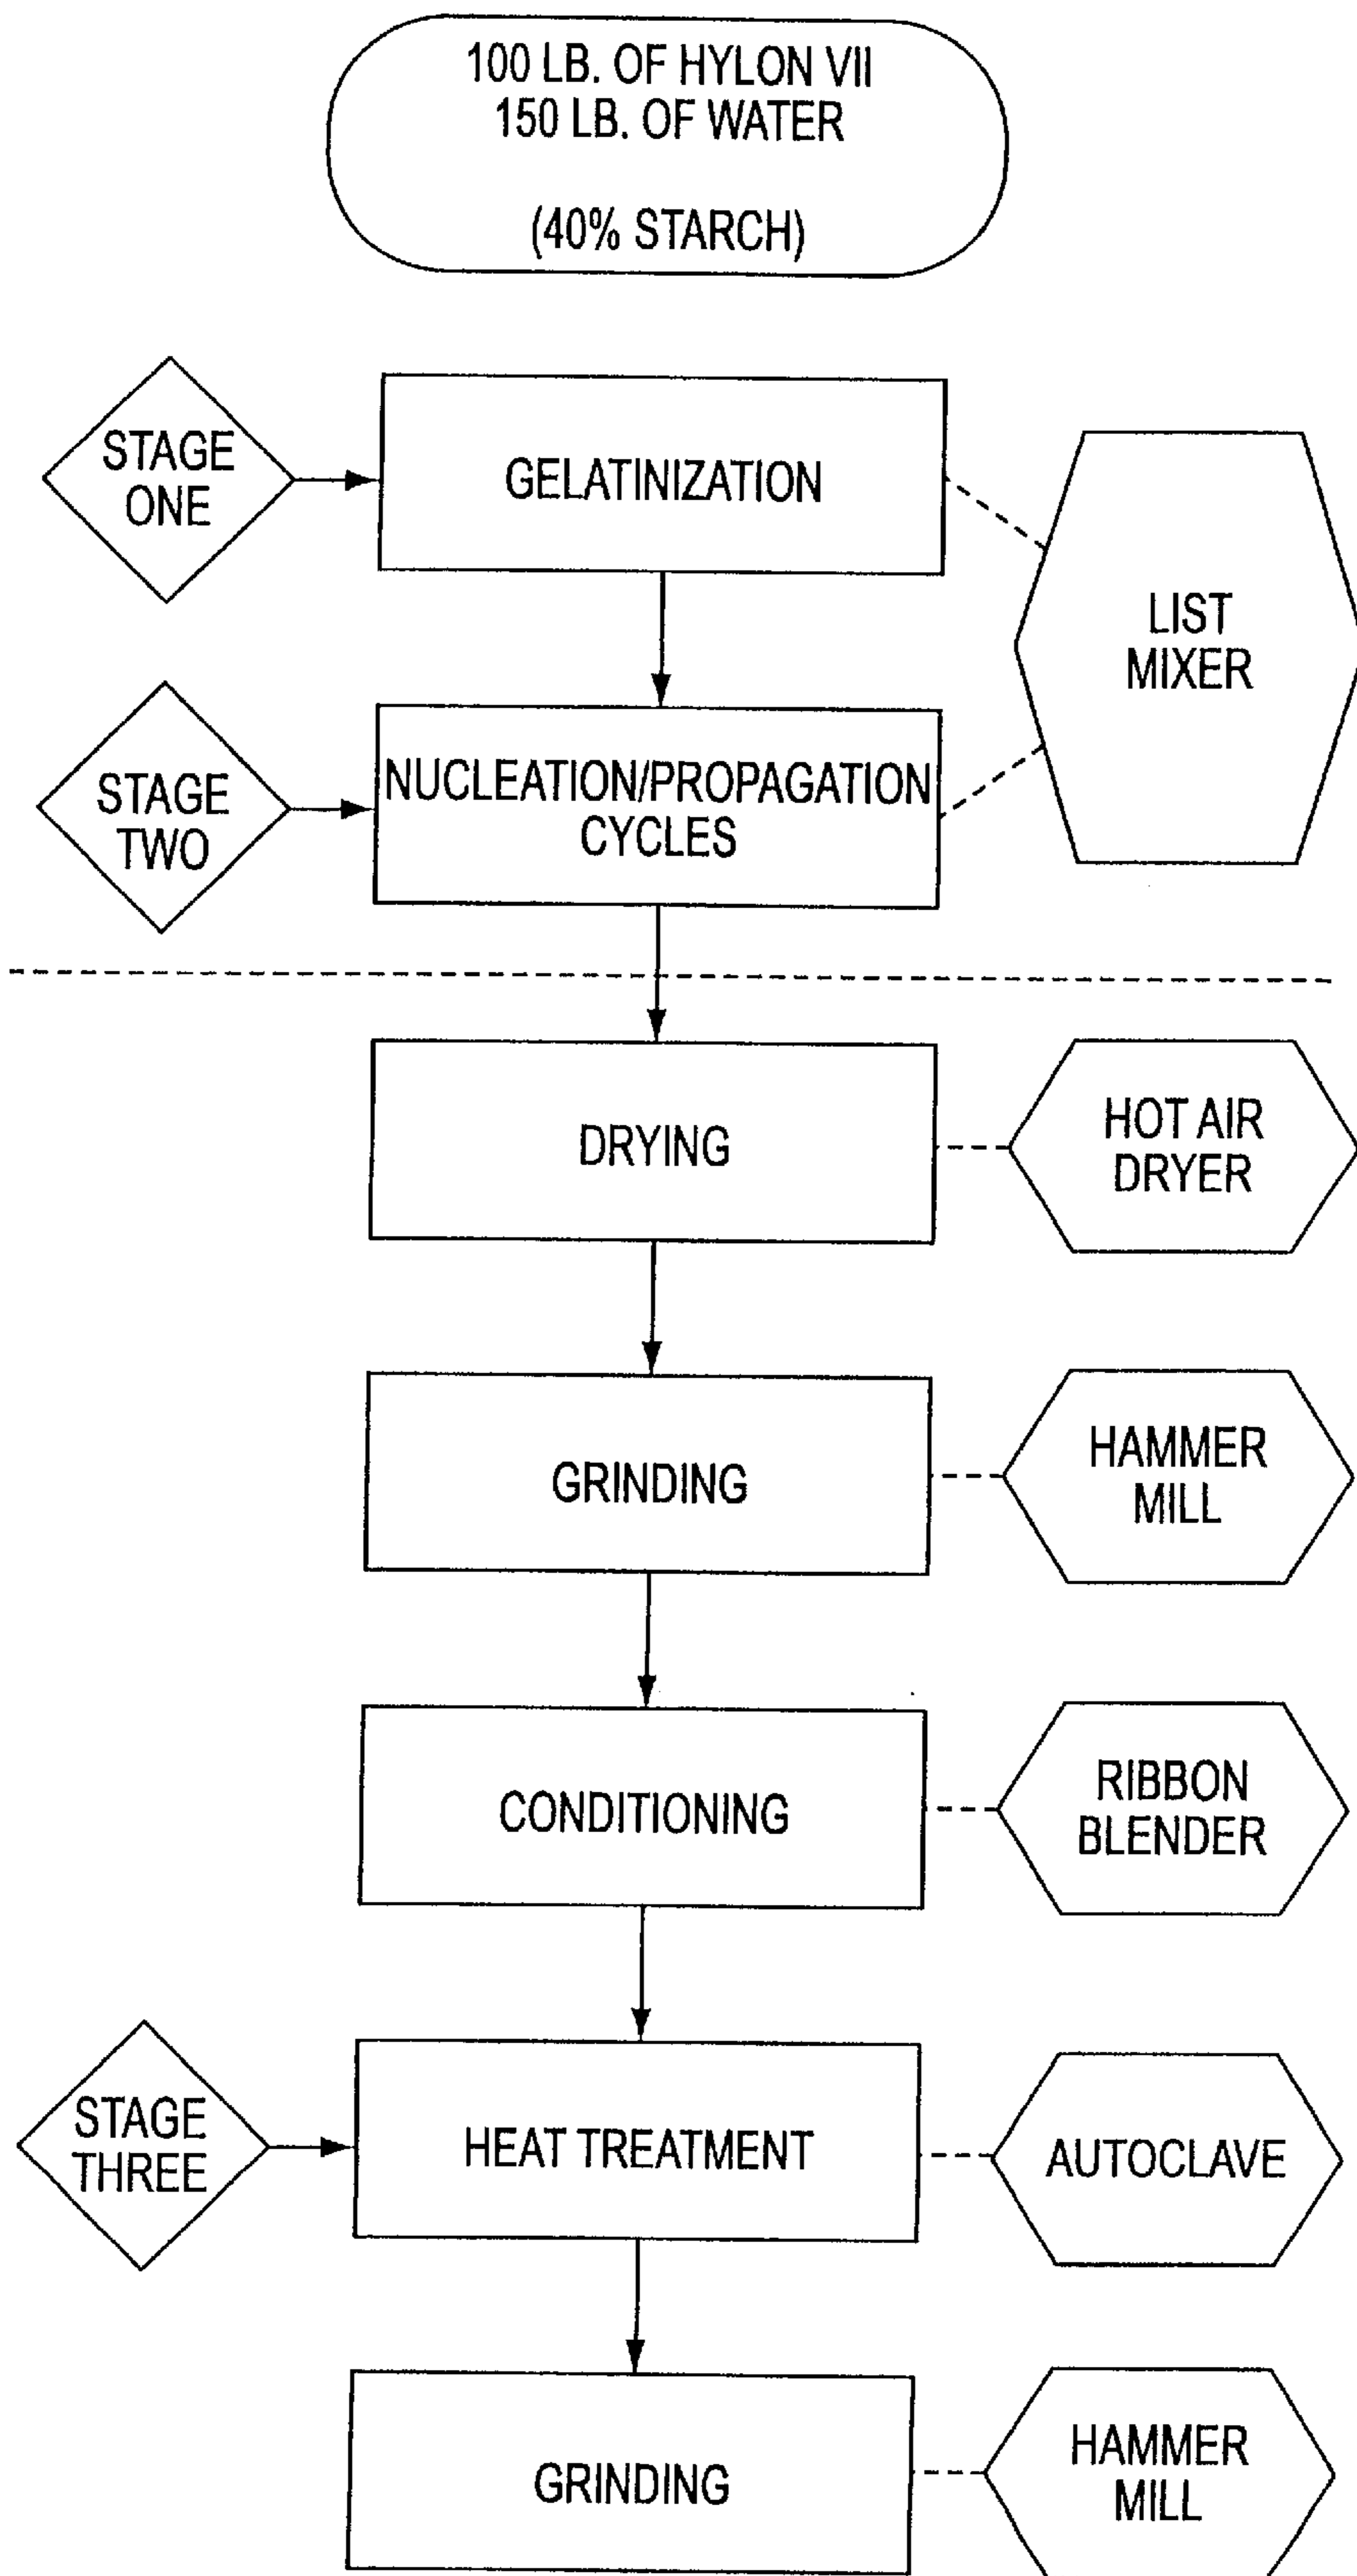 100 LB. OF HYLON VII
150 LB. OF WATER
(40% STARCH)
STAGE
ONE
GELATINIZATION
LIST
MIXER
STAGE
TWO
NUCLEATION/PROPAGATION
CYCLES
DRYING
HOT AIR
DRYER
GRINDING
HAMMER
MILL
CONDITIONING
RIBBON
BLENDER
STAGE
THREE
HEAT TREATMENT
AUTOCLAVE
GRINDING
HAMMER
MILL